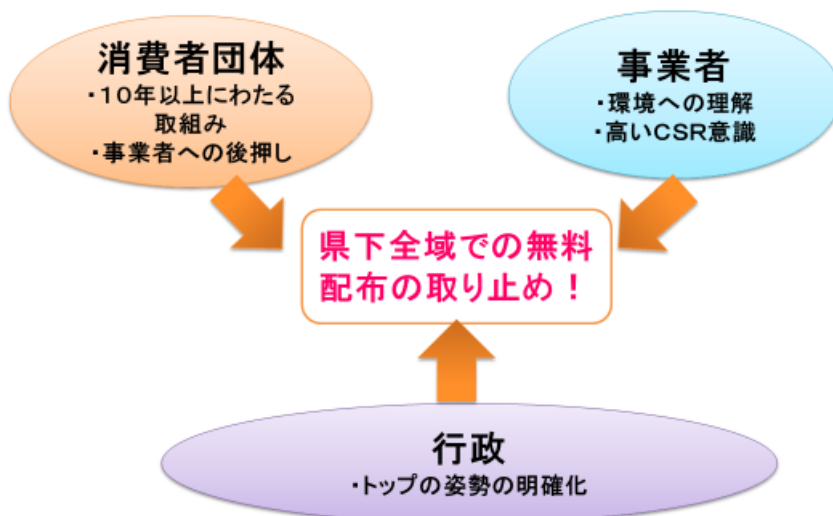 消費者団体
・１０年以上にわたる
取組み
・事業者への後押し
事業者
・環境への理解
・高いＣＳＲ意識
県下全域での無料
配布の取り止め！
行政
・トップの姿勢の明確化